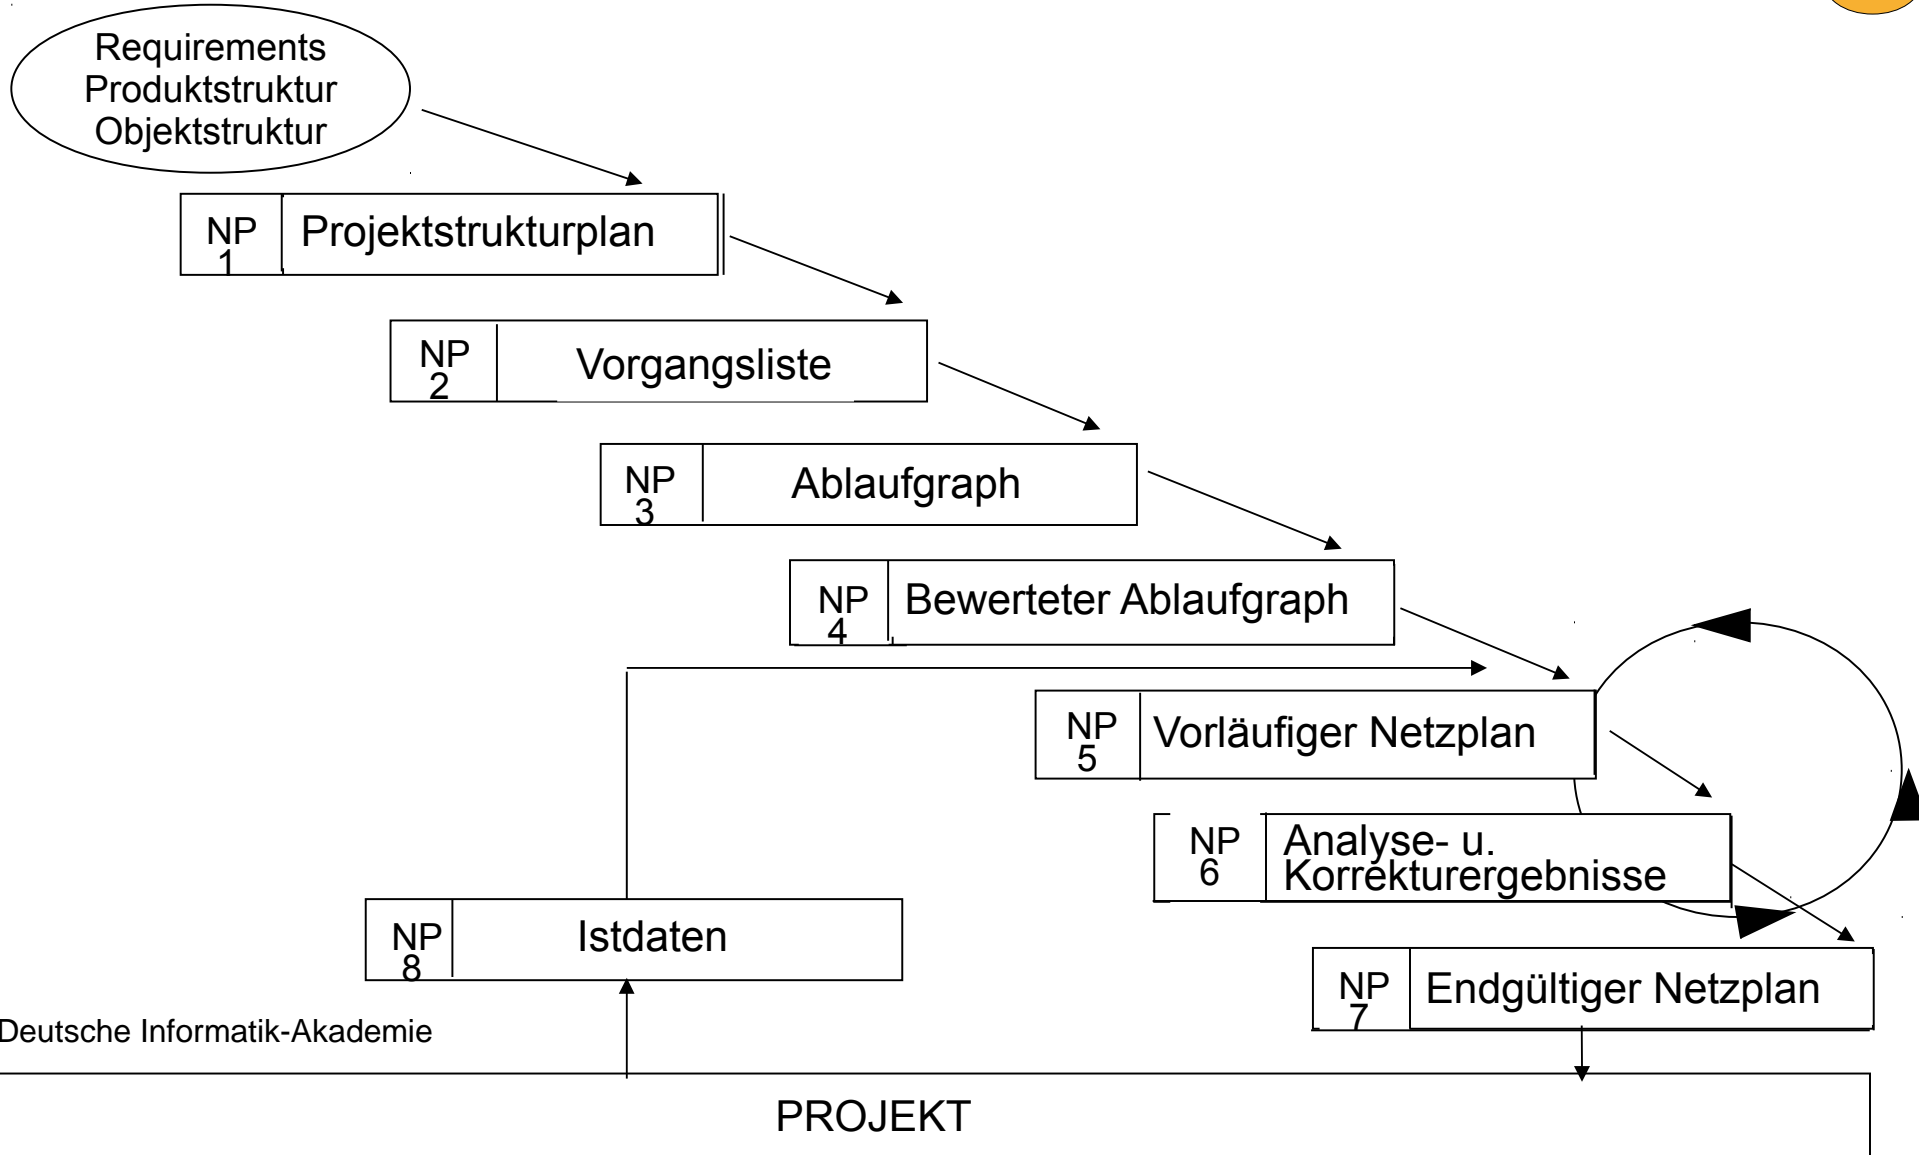 Requirements
Produktstruktur
Objektstruktur
NP
1
Projektstrukturplan
NP
2
Vorgangsliste
NP
3
Ablaufgraph
NP
4
Bewerteter Ablaufgraph
NP
5
Vorläufiger Netzplan
NP
6
Analyse- u.
Korrekturergebnisse
NP
8
Istdaten
NP
7
Endgültiger Netzplan
Deutsche Informatik-Akademie
PROJEKT